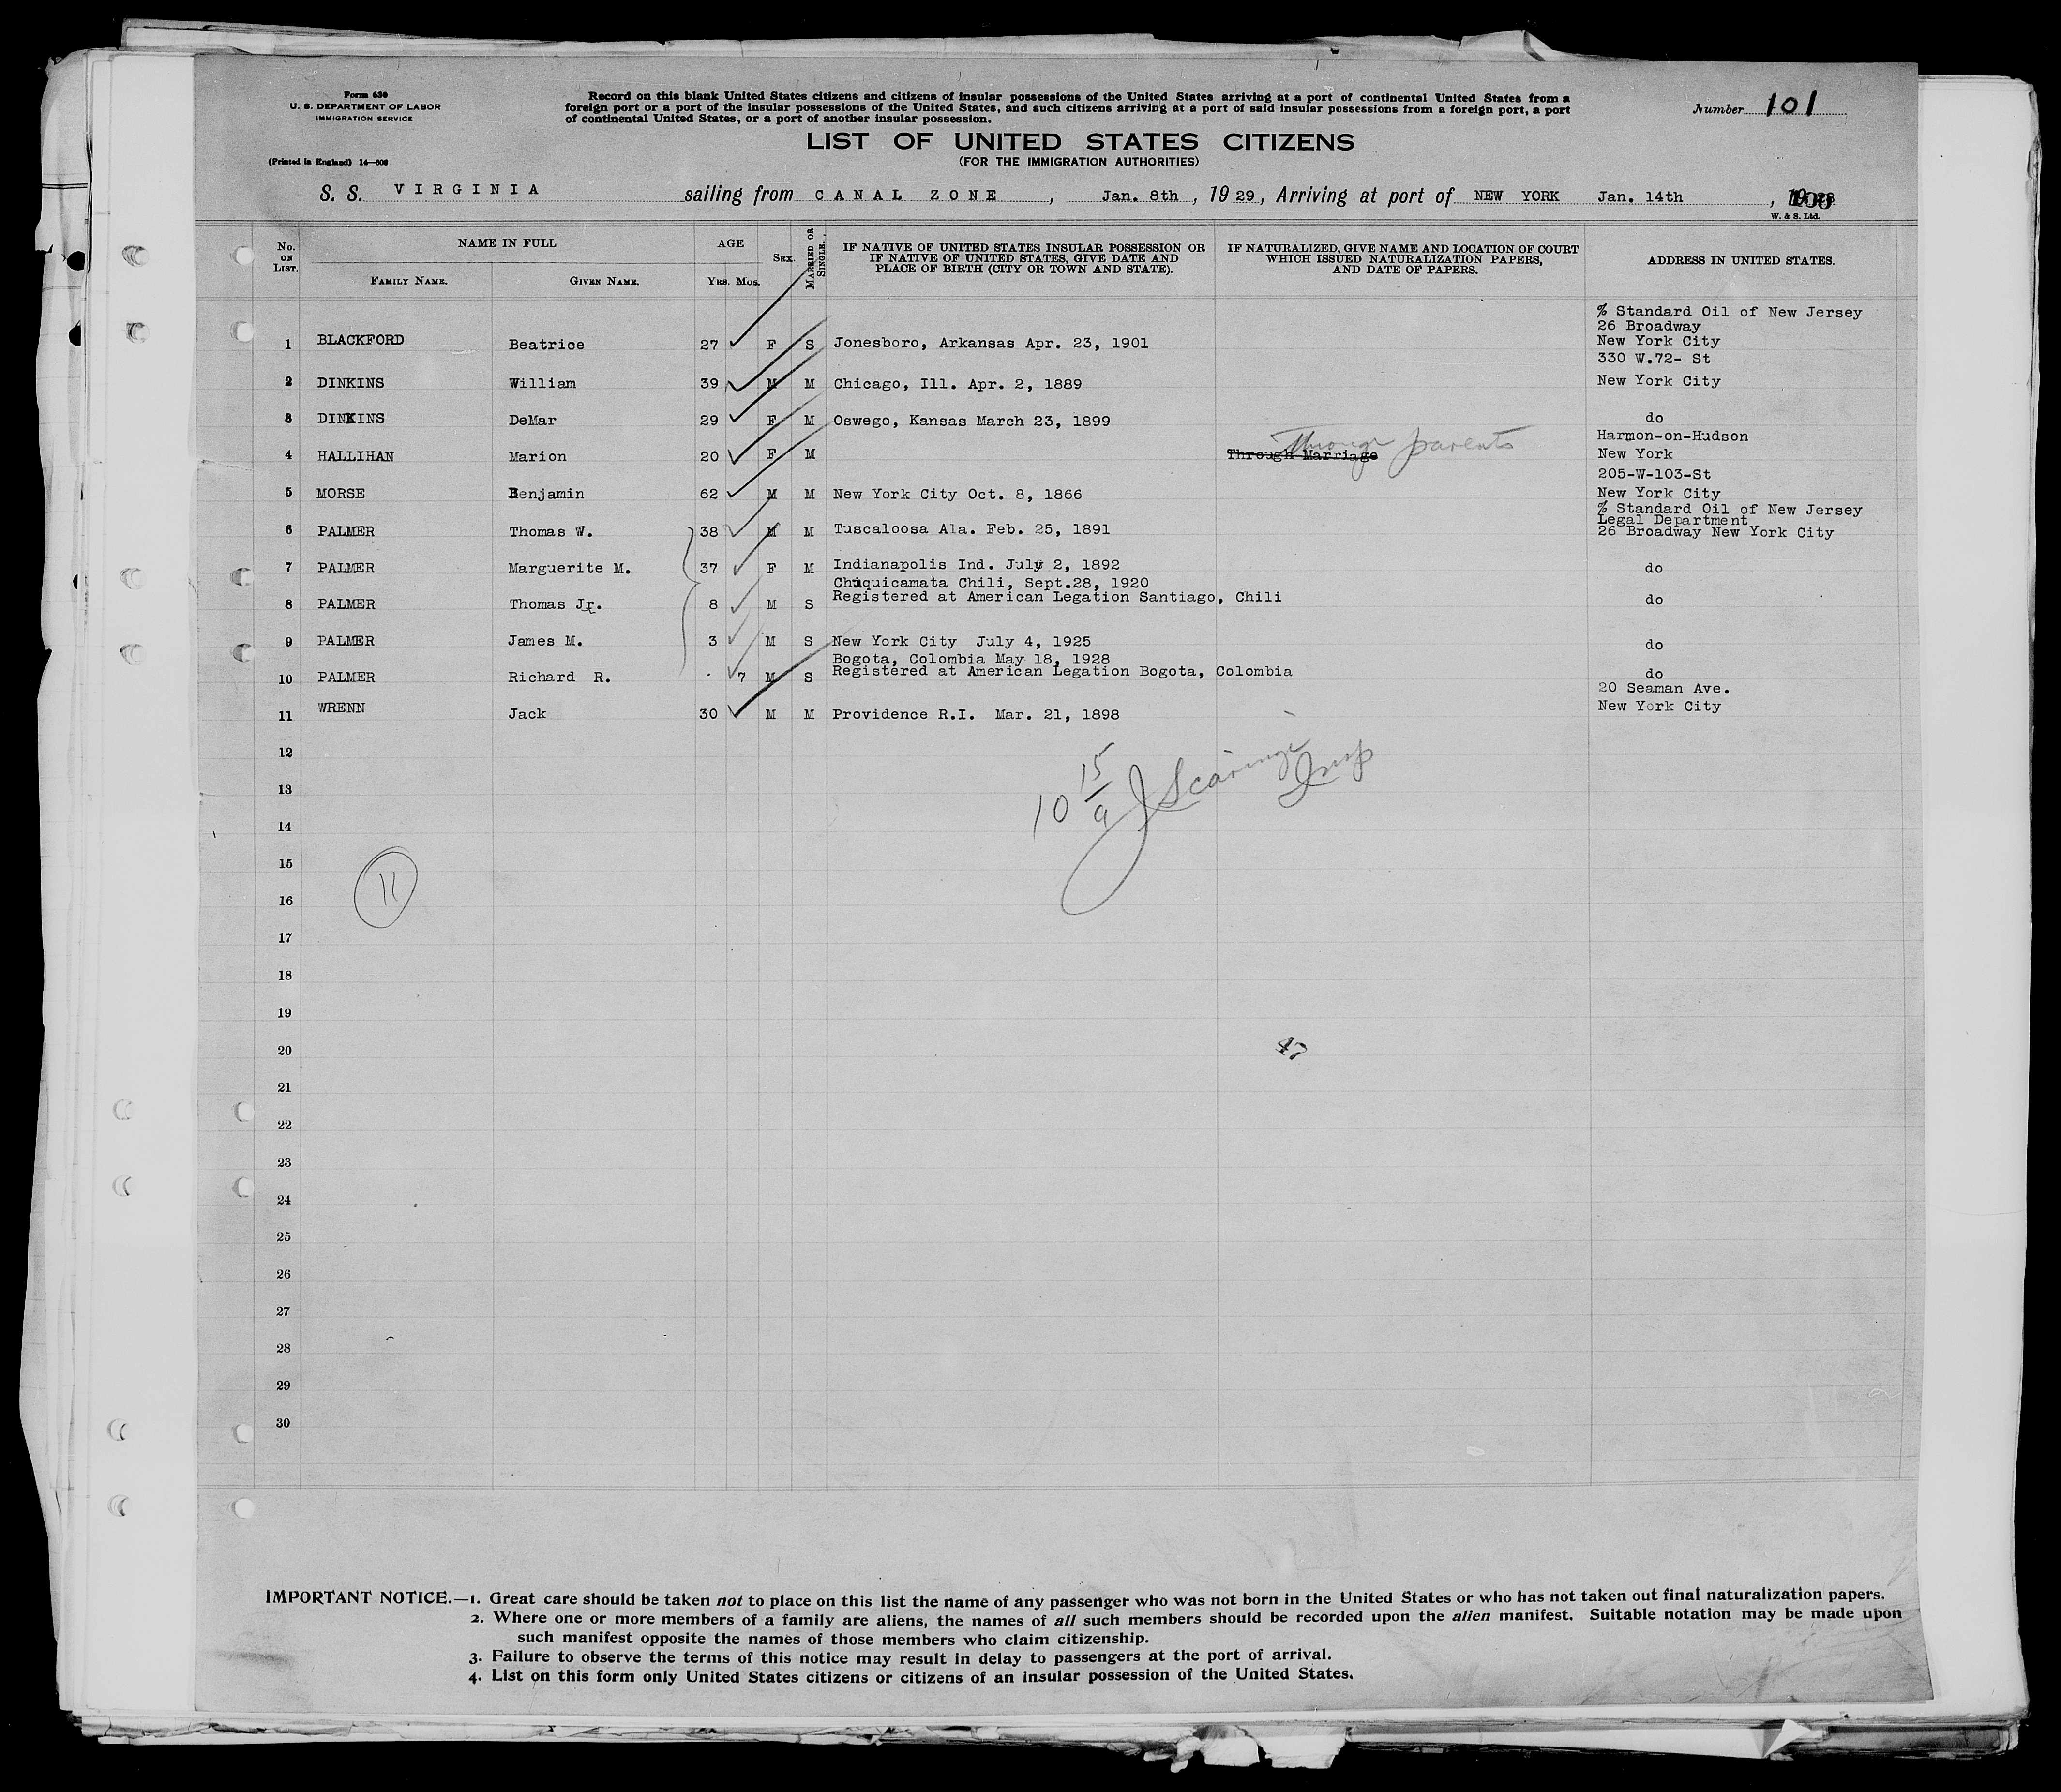 Form 630
U. S. DEPARTMENT OF LABOR
IMMIGRATION SERVICE
(Printed in England) 14—606
Record on this blank United States citizens and citizens of insular possessions of the United States arriving at a port of continental United States from a
foreign port or a port of the insular possessions of the United States, and such citizens arriving at a port of said insular possessions from a foreign port, a port
of continental United States, or a port of another insular possession.
Number 101
LIST OF UNITED STATES CITIZENS
(FOR THE IMMIGRATION AUTHORITIES)
S. S. VIRGINIA sailing from CANAL ZONE, Jan. 8th, 1929, Arriving at port of NEW YORK Jan. 14th,
W. & S. Ltd.
No. ON LIST. NAME IN FULL AGE SEX. MARRIED OR SINGLE. IF NATIVE OF UNITED STATES INSULAR POSSESSION OR IF NATIVE OF UNITED STATES, GIVE DATE AND PLACE OF BIRTH (CITY OR TOWN AND STATE). IF NATURALIZED, GIVE NAME AND LOCATION OF COURT WHICH ISSUED NATURALIZATION PAPERS, AND DATE OF PAPERS. ADDRESS IN UNITED STATES.
FAMILY NAME. GIVEN NAME. YRS. MOS.
% Standard Oil of New Jersey
26 Broadway
1 BLACKFORD Beatrice 27 F S Jonesboro, Arkansas Apr. 23, 1901 New York City
330 W.72- St
2 DINKINS William 39 M M Chicago, Ill. Apr. 2, 1889 New York City
3 DINKINS DeMar 29 F M Oswego, Kansas March 23, 1899 do
Through parents Harmon-on-Hudson
4 HALLIHAN Marion 20 F M Through Marriage New York
205-W-103-St
5 MORSE Benjamin 62 M M New York City Oct. 8, 1866 New York City
% Standard Oil of New Jersey
Legal Department
6 PALMER Thomas W. 38 M M Tuscaloosa Ala. Feb. 25, 1891 26 Broadway New York City
7 PALMER Marguerite M. 37 F M Indianapolis Ind. July 2, 1892 do
Chuquicamata Chili, Sept.28, 1920
8 PALMER Thomas Jr. 8 M S Registered at American Legation Santiago, Chili do
9 PALMER James M. 3 M S New York City July 4, 1925 do
Bogota, Colombia May 18, 1928
10 PALMER Richard R. 7 M S Registered at American Legation Bogota, Colombia do
20 Seaman Ave.
11 WRENN Jack 30 M M Providence R.I. Mar. 21, 1898 New York City
12
13
10 15/a J Insp
14
15
11
16
17
18
19
20 47
21
22
23
24
25
26
27
28
29
30
IMPORTANT NOTICE.—1. Great care should be taken not to place on this list the name of any passenger who was not born in the United States or who has not taken out final naturalization papers.
2. Where one or more members of a family are aliens, the names of all such members should be recorded upon the alien manifest. Suitable notation may be made upon
such manifest opposite the names of those members who claim citizenship.
3. Failure to observe the terms of this notice may result in delay to passengers at the port of arrival.
4. List on this form only United States citizens or citizens of an insular possession of the United States.